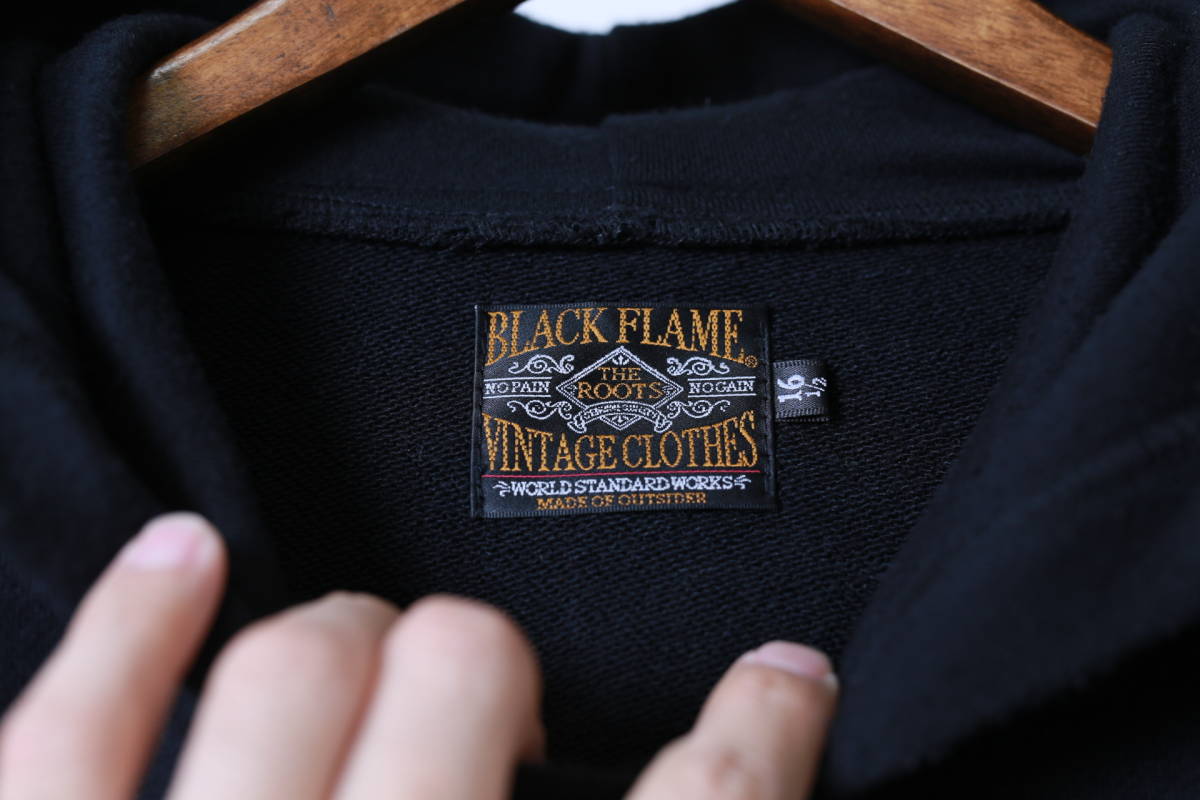 BLACK FLAME®
THE
NO PAIN ROOTS NO GAIN
VINTAGE CLOTHES
WORLD STANDARD WORKS
MADE OF OUTSIDER
16 1/2